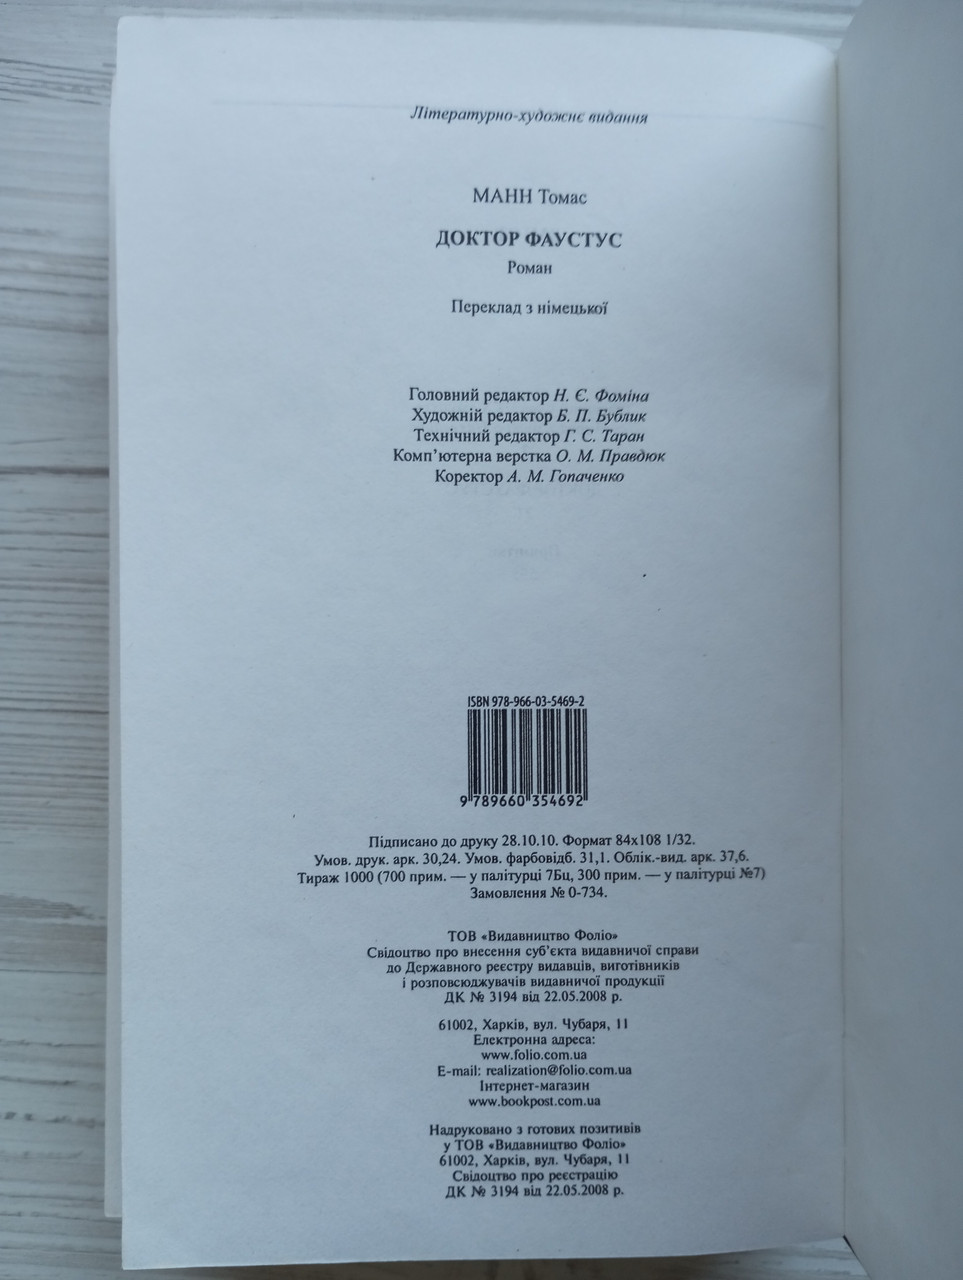 Літературно-художнє видання
МАНН Томас
ДОКТОР ФАУСТУС
Роман
Переклад з німецької
Головний редактор Н. Є. Фоміна
Художній редактор Б. П. Бублик
Технічний редактор Г. С. Таран
Комп’ютерна верстка О. М. Правдюк
Коректор А. М. Гопаченко
ISBN 978-966-03-5469-2
9 789660 354692
Підписано до друку 28.10.10. Формат 84х108 1/32.
Умов. друк. арк. 30,24. Умов. фарбовідб. 31,1. Облік.-вид. арк. 37,6.
Тираж 1000 (700 прим. — у палітурці 7Бц, 300 прим. — у палітурці №7)
Замовлення № 0-734.
ТОВ «Видавництво Фоліо»
Свідоцтво про внесення суб’єкта видавничої справи
до Державного реєстру видавців, виготівників
і розповсюджувачів видавничої продукції
ДК № 3194 від 22.05.2008 р.
61002, Харків, вул. Чубаря, 11
Електронна адреса:
www.folio.com.ua
E-mail: realization@folio.com.ua
Інтернет-магазин
www.bookpost.com.ua
Надруковано з готових позитивів
у ТОВ «Видавництво Фоліо»
61002, Харків, вул. Чубаря, 11
Свідоцтво про реєстрацію
ДК № 3194 від 22.05.2008 р.